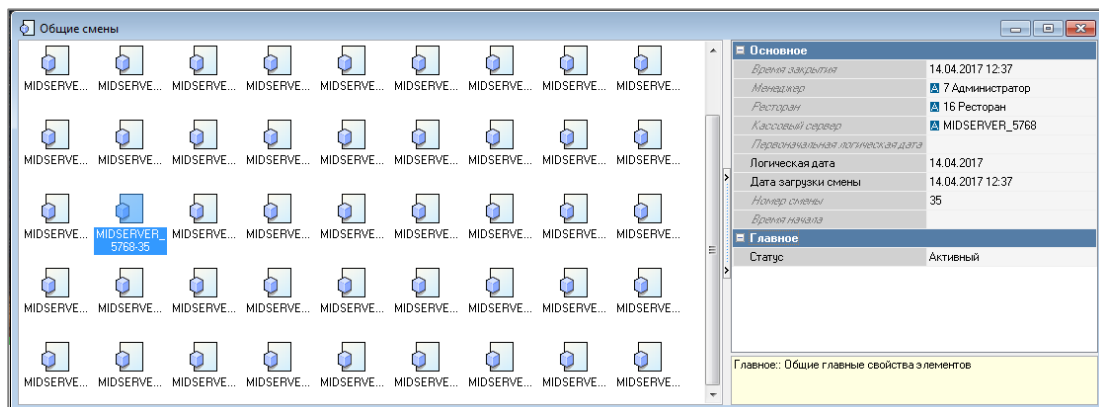 Общие смены
MIDSERVE... MIDSERVE... MIDSERVE... MIDSERVE... MIDSERVE... MIDSERVE... MIDSERVE... MIDSERVE... MIDSERVE...
MIDSERVE... MIDSERVE... MIDSERVE... MIDSERVE... MIDSERVE... MIDSERVE... MIDSERVE... MIDSERVE... MIDSERVE...
MIDSERVE... MIDSERVER_ MIDSERVE... MIDSERVE... MIDSERVE... MIDSERVE... MIDSERVE... MIDSERVE... MIDSERVE...
5768-35
MIDSERVE... MIDSERVE... MIDSERVE... MIDSERVE... MIDSERVE... MIDSERVE... MIDSERVE... MIDSERVE... MIDSERVE...
MIDSERVE... MIDSERVE... MIDSERVE... MIDSERVE... MIDSERVE... MIDSERVE... MIDSERVE... MIDSERVE... MIDSERVE...
Основное
Время закрытия 14.04.2017 12:37
Менеджер A 7 Администратор
Ресторан A 16 Ресторан
Кассовый сервер A MIDSERVER_5768
Первоначальная логическая дата
Логическая дата 14.04.2017
Дата загрузки смены 14.04.2017 12:37
Номер смены 35
Время начала
Главное
Статус Активный
Главное:: Общие главные свойства элементов